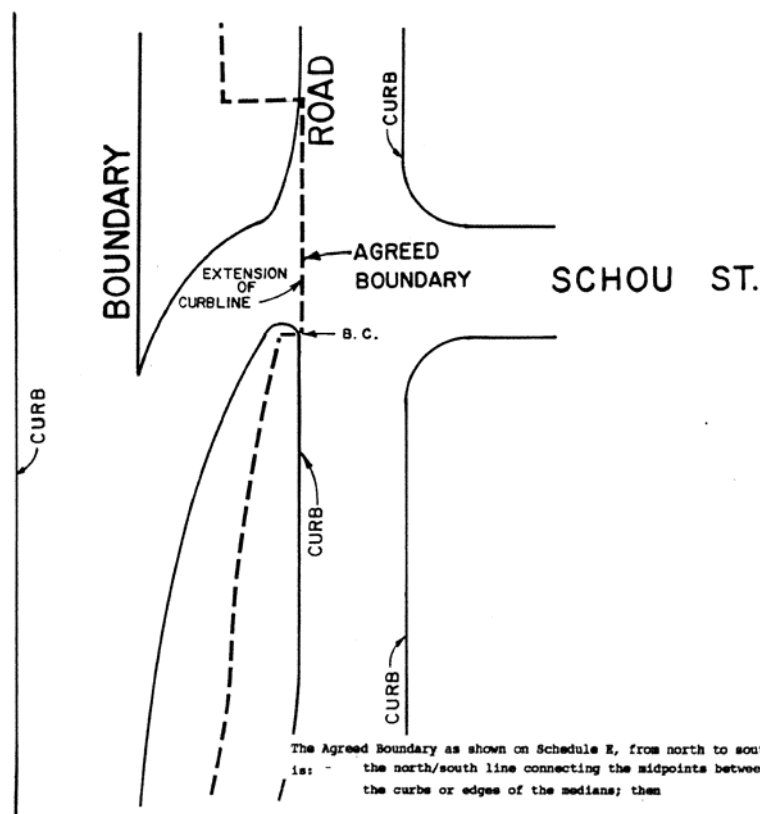 BOUNDARY
ROAD
CURB
AGREED
BOUNDARY
EXTENSION
OF
CURBLINE
SCHOU ST.
B.C.
CURB
CURB
CURB
The Agreed Boundary as shown on Schedule E, from north to sout
is: - the north/south line connecting the midpoints betwee
the curbs or edges of the medians; then